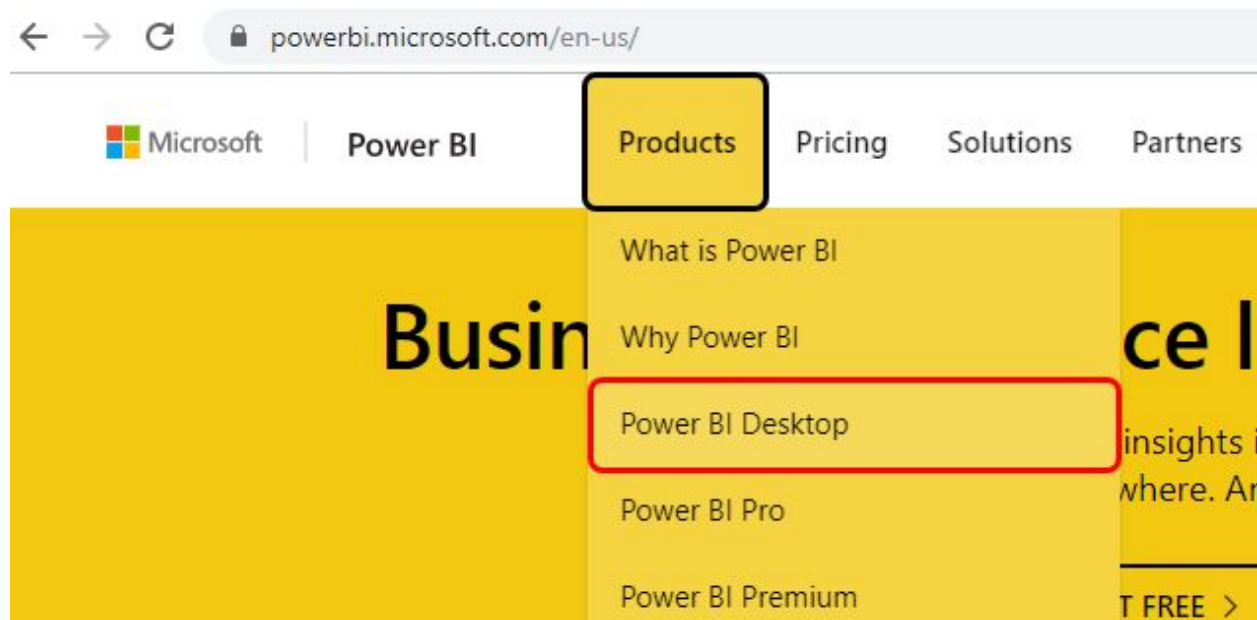 powerbi.microsoft.com/en-us/
Microsoft Power BI Products Pricing Solutions Partners
What is Power BI
Why Power BI
Power BI Desktop
Power BI Pro
Power BI Premium
Busin ce I
insights i
where. Ar
T FREE >